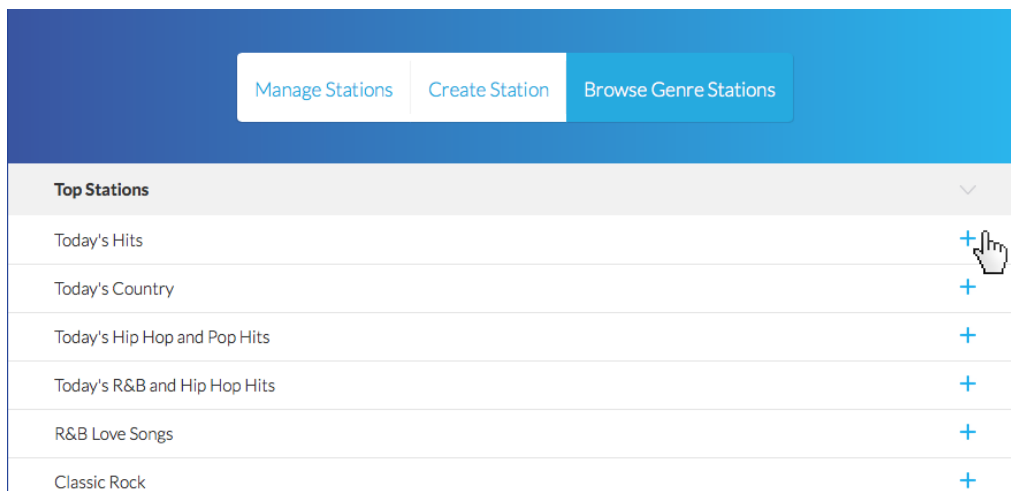 Manage Stations Create Station Browse Genre Stations
Top Stations
Today's Hits
Today's Country
Today's Hip Hop and Pop Hits
Today's R&B and Hip Hop Hits
R&B Love Songs
Classic Rock